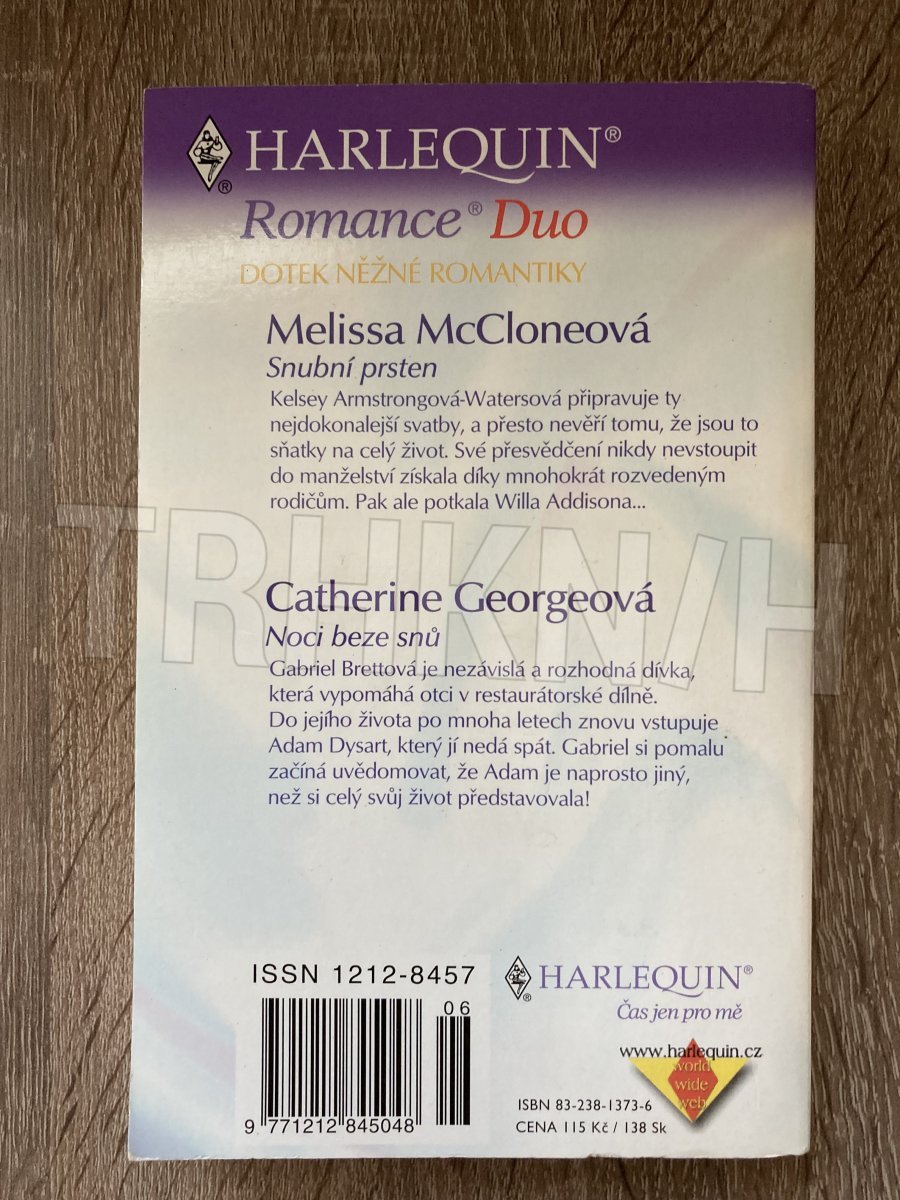 HARLEQUIN®
®
Romance® Duo
DOTEK NĚŽNÉ ROMANTIKY
Melissa McCloneová
Snubní prsten
Kelsey Armstrongová-Watersová připravuje ty
nejdokonalejší svatby, a přesto nevěří tomu, že jsou to
sňatky na celý život. Své přesvědčení nikdy nevstoupit
do manželství získala díky mnohokrát rozvedeným
rodičům. Pak ale potkala Willa Addisona...
TRHKNIH
Catherine Georgeová
Noci beze snů
Gabriel Brettová je nezávislá a rozhodná dívka,
která vypomáhá otci v restaurátorské dílně.
Do jejího života po mnoha letech znovu vstupuje
Adam Dysart, který jí nedá spát. Gabriel si pomalu
začíná uvědomovat, že Adam je naprosto jiný,
než si celý svůj život představovala!
ISSN 1212-8457
06
9 771212 845048
HARLEQUIN®
®
Čas jen pro mě
www.harlequin.cz
world
wide
web
ISBN 83-238-1373-6
CENA 115 Kč / 138 Sk